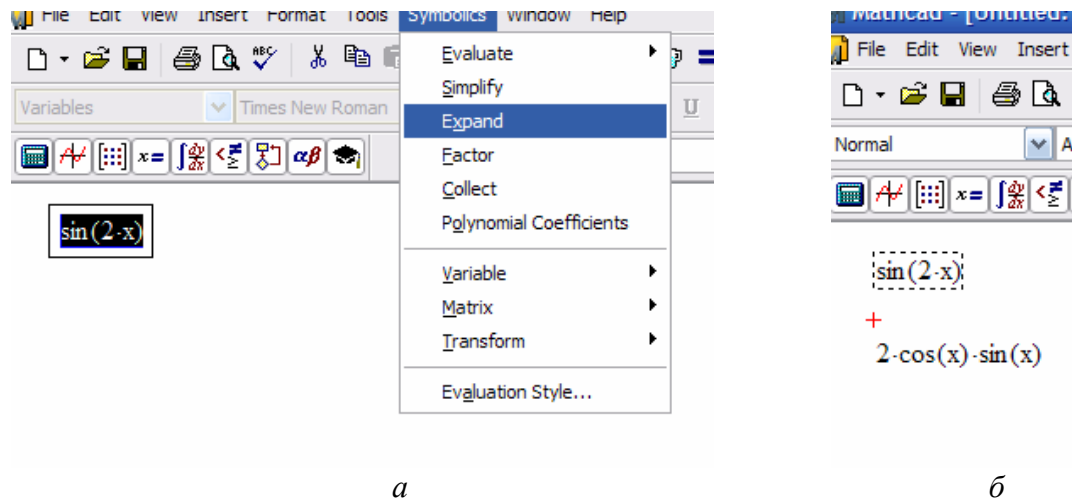 File Edit View Insert Format Tools Symbolics Window Help
Variables Times New Roman U
x=
αβ
sin(2·x)
Evaluate
Simplify
Expand
Factor
Collect
Polynomial Coefficients
Variable
Matrix
Transform
Evaluation Style...
а
Mathcad - [Untitled:
File Edit View Insert
Normal A
x=
sin(2·x)
2·cos(x)·sin(x)
б